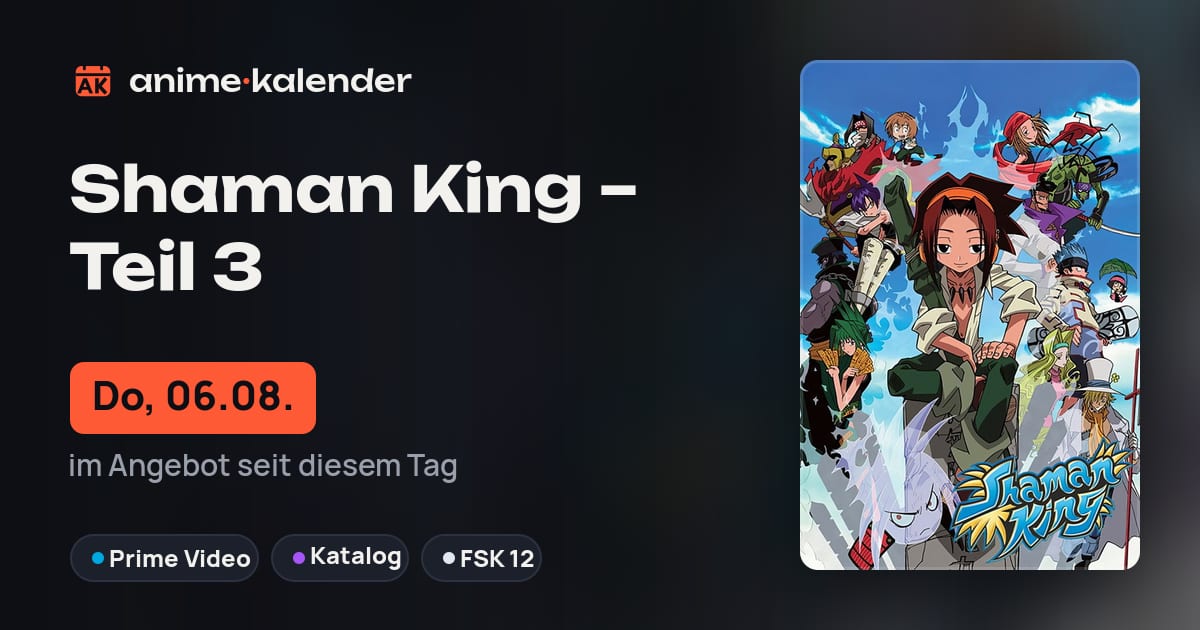 AK anime·kalender
Shaman King –
Teil 3
Do, 06.08.
im Angebot seit diesem Tag
Prime Video
Katalog
FSK 12
Shaman
King